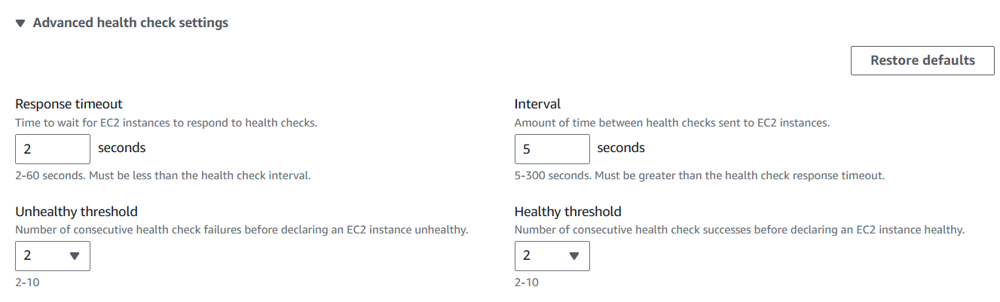 Advanced health check settings
Restore defaults
Response timeout
Time to wait for EC2 instances to respond to health checks.
2 seconds
2-60 seconds. Must be less than the health check interval.
Interval
Amount of time between health checks sent to EC2 instances.
5 seconds
5-300 seconds. Must be greater than the health check response timeout.
Unhealthy threshold
Number of consecutive health check failures before declaring an EC2 instance unhealthy.
2
2-10
Healthy threshold
Number of consecutive health check successes before declaring an EC2 instance healthy.
2
2-10